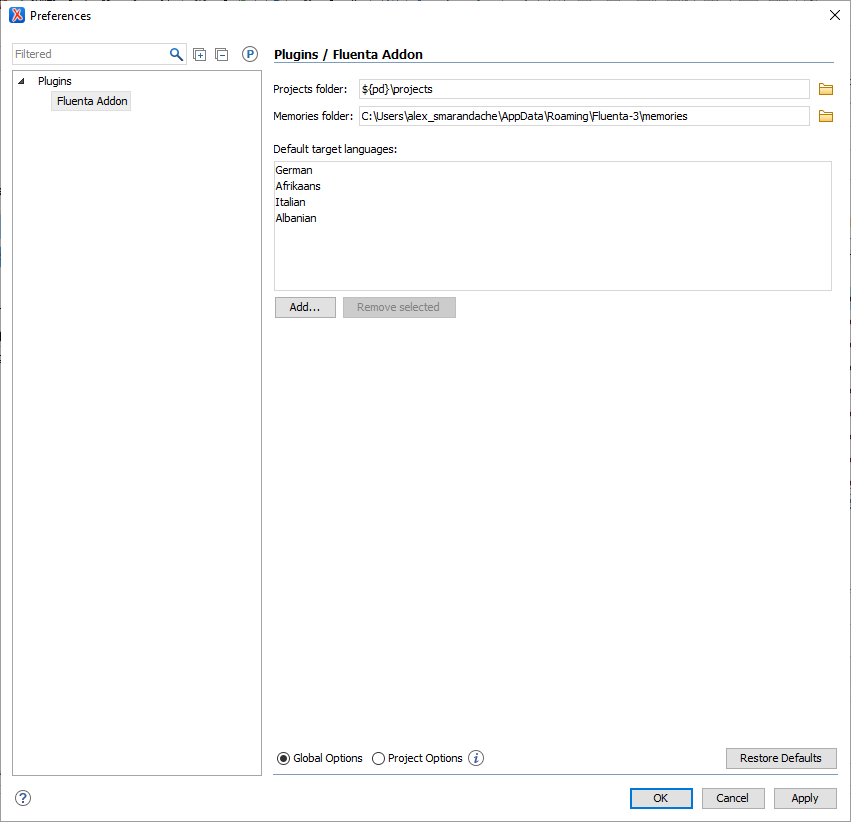 Preferences
Filtered
P
Plugins
Fluenta Addon
Plugins / Fluenta Addon
Projects folder: ${pd}\projects
Memories folder: C:\Users\alex_smarandache\AppData\Roaming\Fluenta-3\memories
Default target languages:
German
Afrikaans
Italian
Albanian
Add... Remove selected
Global Options Project Options i Restore Defaults
? OK Cancel Apply